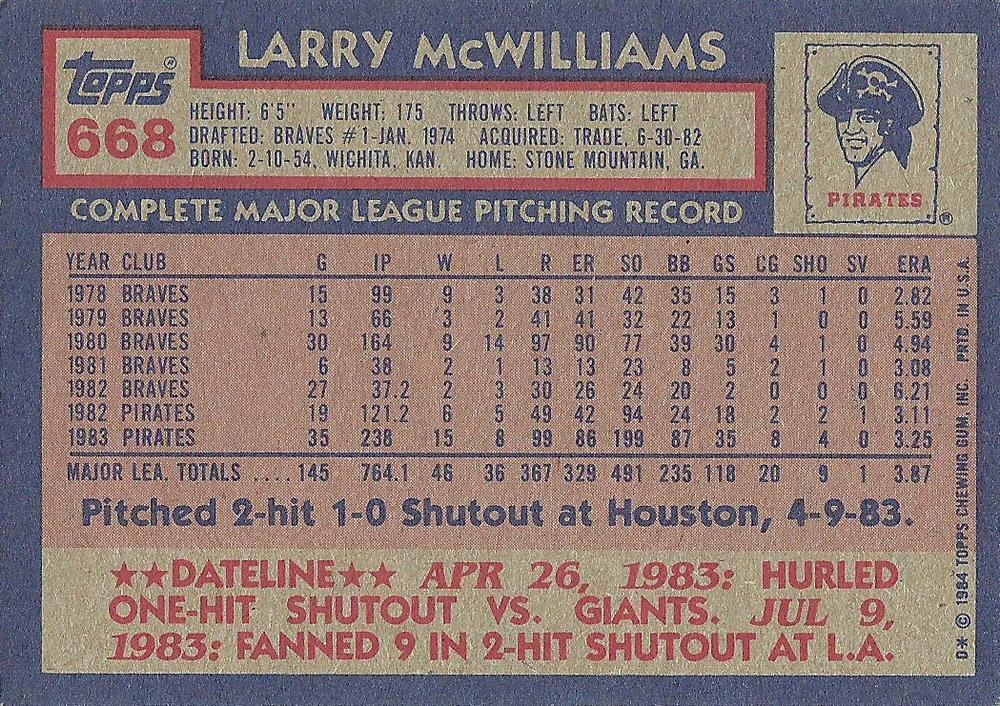 LARRY McWILLIAMS
topps®
668
HEIGHT: 6'5" WEIGHT: 175 THROWS: LEFT BATS: LEFT
DRAFTED: BRAVES #1-JAN. 1974 ACQUIRED: TRADE, 6-30-82
BORN: 2-10-54, WICHITA, KAN. HOME: STONE MOUNTAIN, GA.
PIRATES®
COMPLETE MAJOR LEAGUE PITCHING RECORD
YEAR CLUB G IP W L R ER SO BB GS CG SHO SV ERA
1978 BRAVES 15 99 9 3 38 31 42 35 15 3 1 0 2.82
1979 BRAVES 13 66 3 2 41 41 32 22 13 1 0 0 5.59
1980 BRAVES 30 164 9 14 97 90 77 39 30 4 1 0 4.94
1981 BRAVES 6 38 2 1 13 13 23 8 5 2 1 0 3.08
1982 BRAVES 27 37.2 2 3 30 26 24 20 2 0 0 0 6.21
1982 PIRATES 19 121.2 6 5 49 42 94 24 18 2 2 1 3.11
1983 PIRATES 35 238 15 8 99 86 199 87 35 8 4 0 3.25
MAJOR LEA. TOTALS .... 145 764.1 46 36 367 329 491 235 118 20 9 1 3.87
Pitched 2-hit 1-0 Shutout at Houston, 4-9-83.
★★DATELINE★★ APR 26, 1983: HURLED
ONE-HIT SHUTOUT VS. GIANTS. JUL 9,
1983: FANNED 9 IN 2-HIT SHUTOUT AT L.A.
D* © 1984 TOPPS CHEWING GUM, INC. PRTD. IN U.S.A.